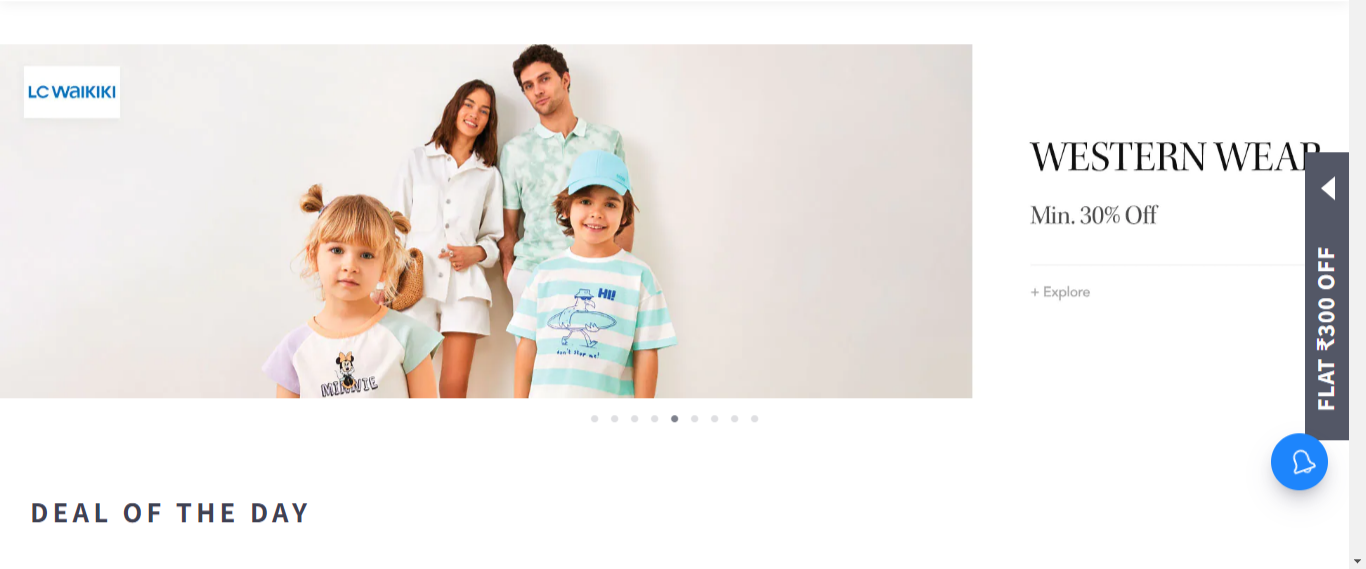 LC WAIKIKI
WESTERN WEAR
Min. 30% Off
+ Explore
FLAT ₹300 OFF
HI!
don't stop me!
MINNIE
DEAL OF THE DAY